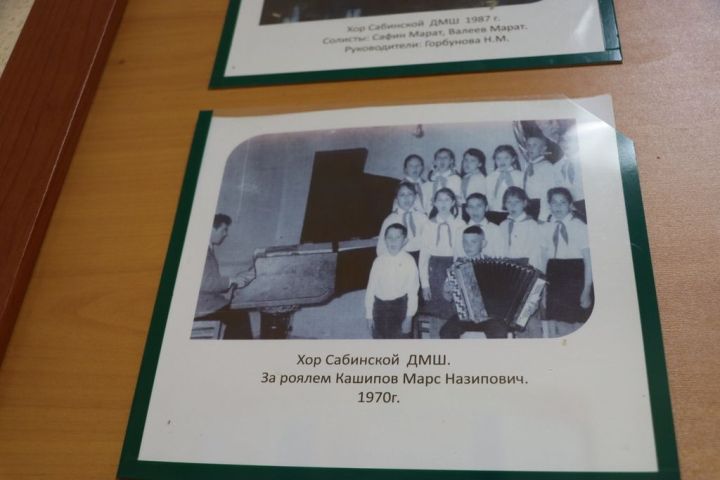 Хор Сабинской ДМШ 1987 г.
Солисты: Сафин Марат, Валеев Марат.
Руководители: Горбунова Н.М.
Хор Сабинской ДМШ.
За роялем Кашипов Марс Назипович.
1970г.